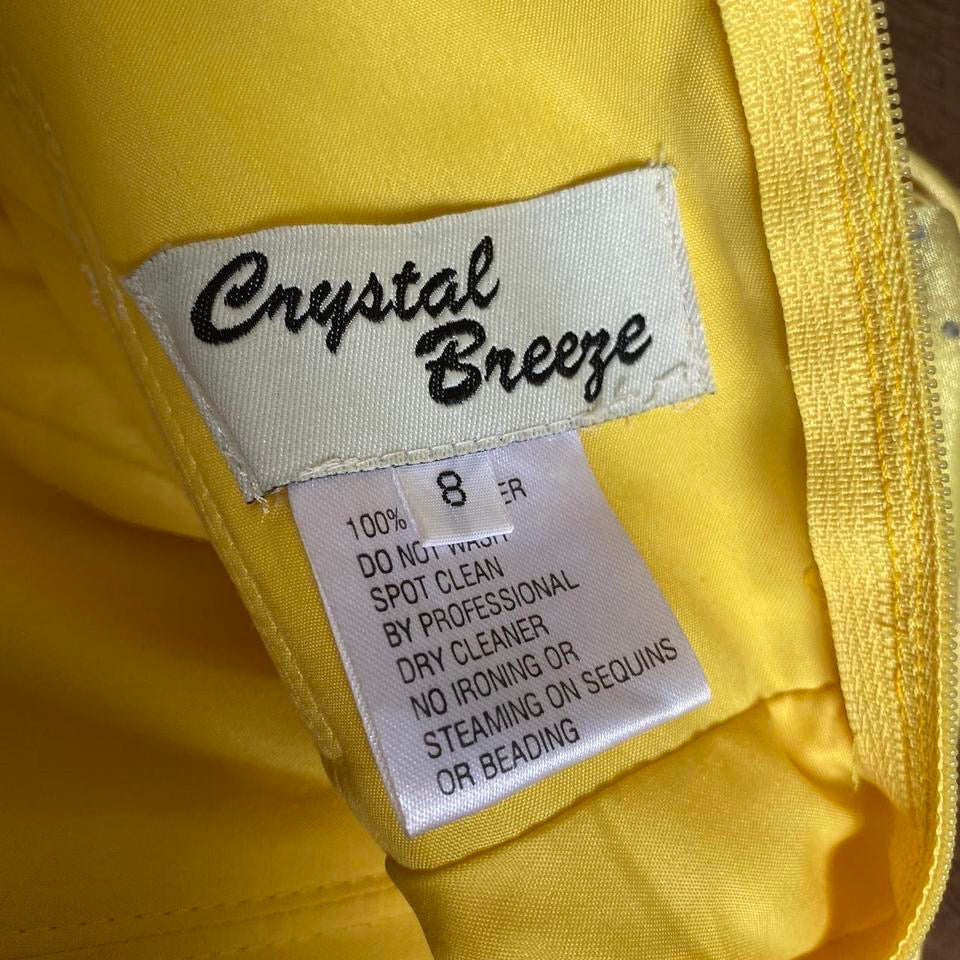 Crystal
Breeze
8
100% ER
DO NOT WASH
SPOT CLEAN
BY PROFESSIONAL
DRY CLEANER
NO IRONING OR
STEAMING ON SEQUINS
OR BEADING